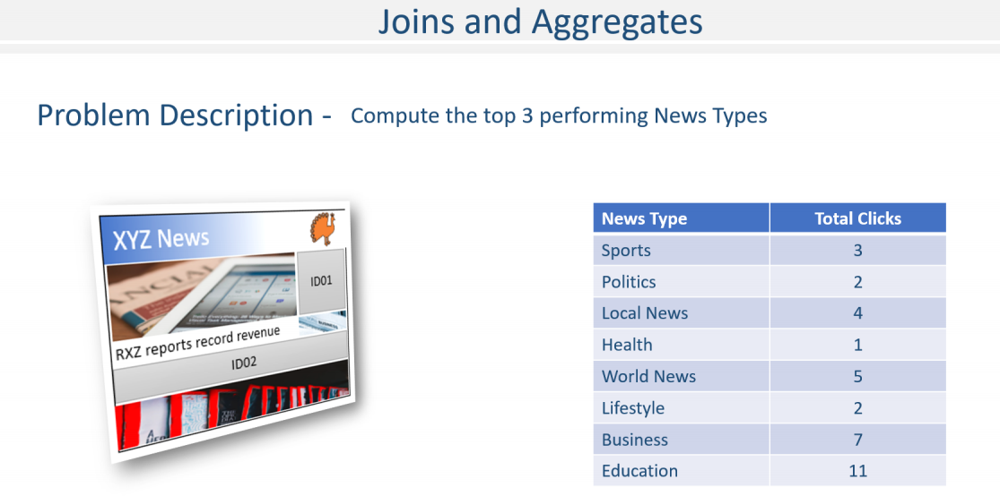 Joins and Aggregates
Problem Description - Compute the top 3 performing News Types
XYZ News
ANCIAL
ID01
BUSINESS
RXZ reports record revenue
ID02
News Type Total Clicks
Sports 3
Politics 2
Local News 4
Health 1
World News 5
Lifestyle 2
Business 7
Education 11